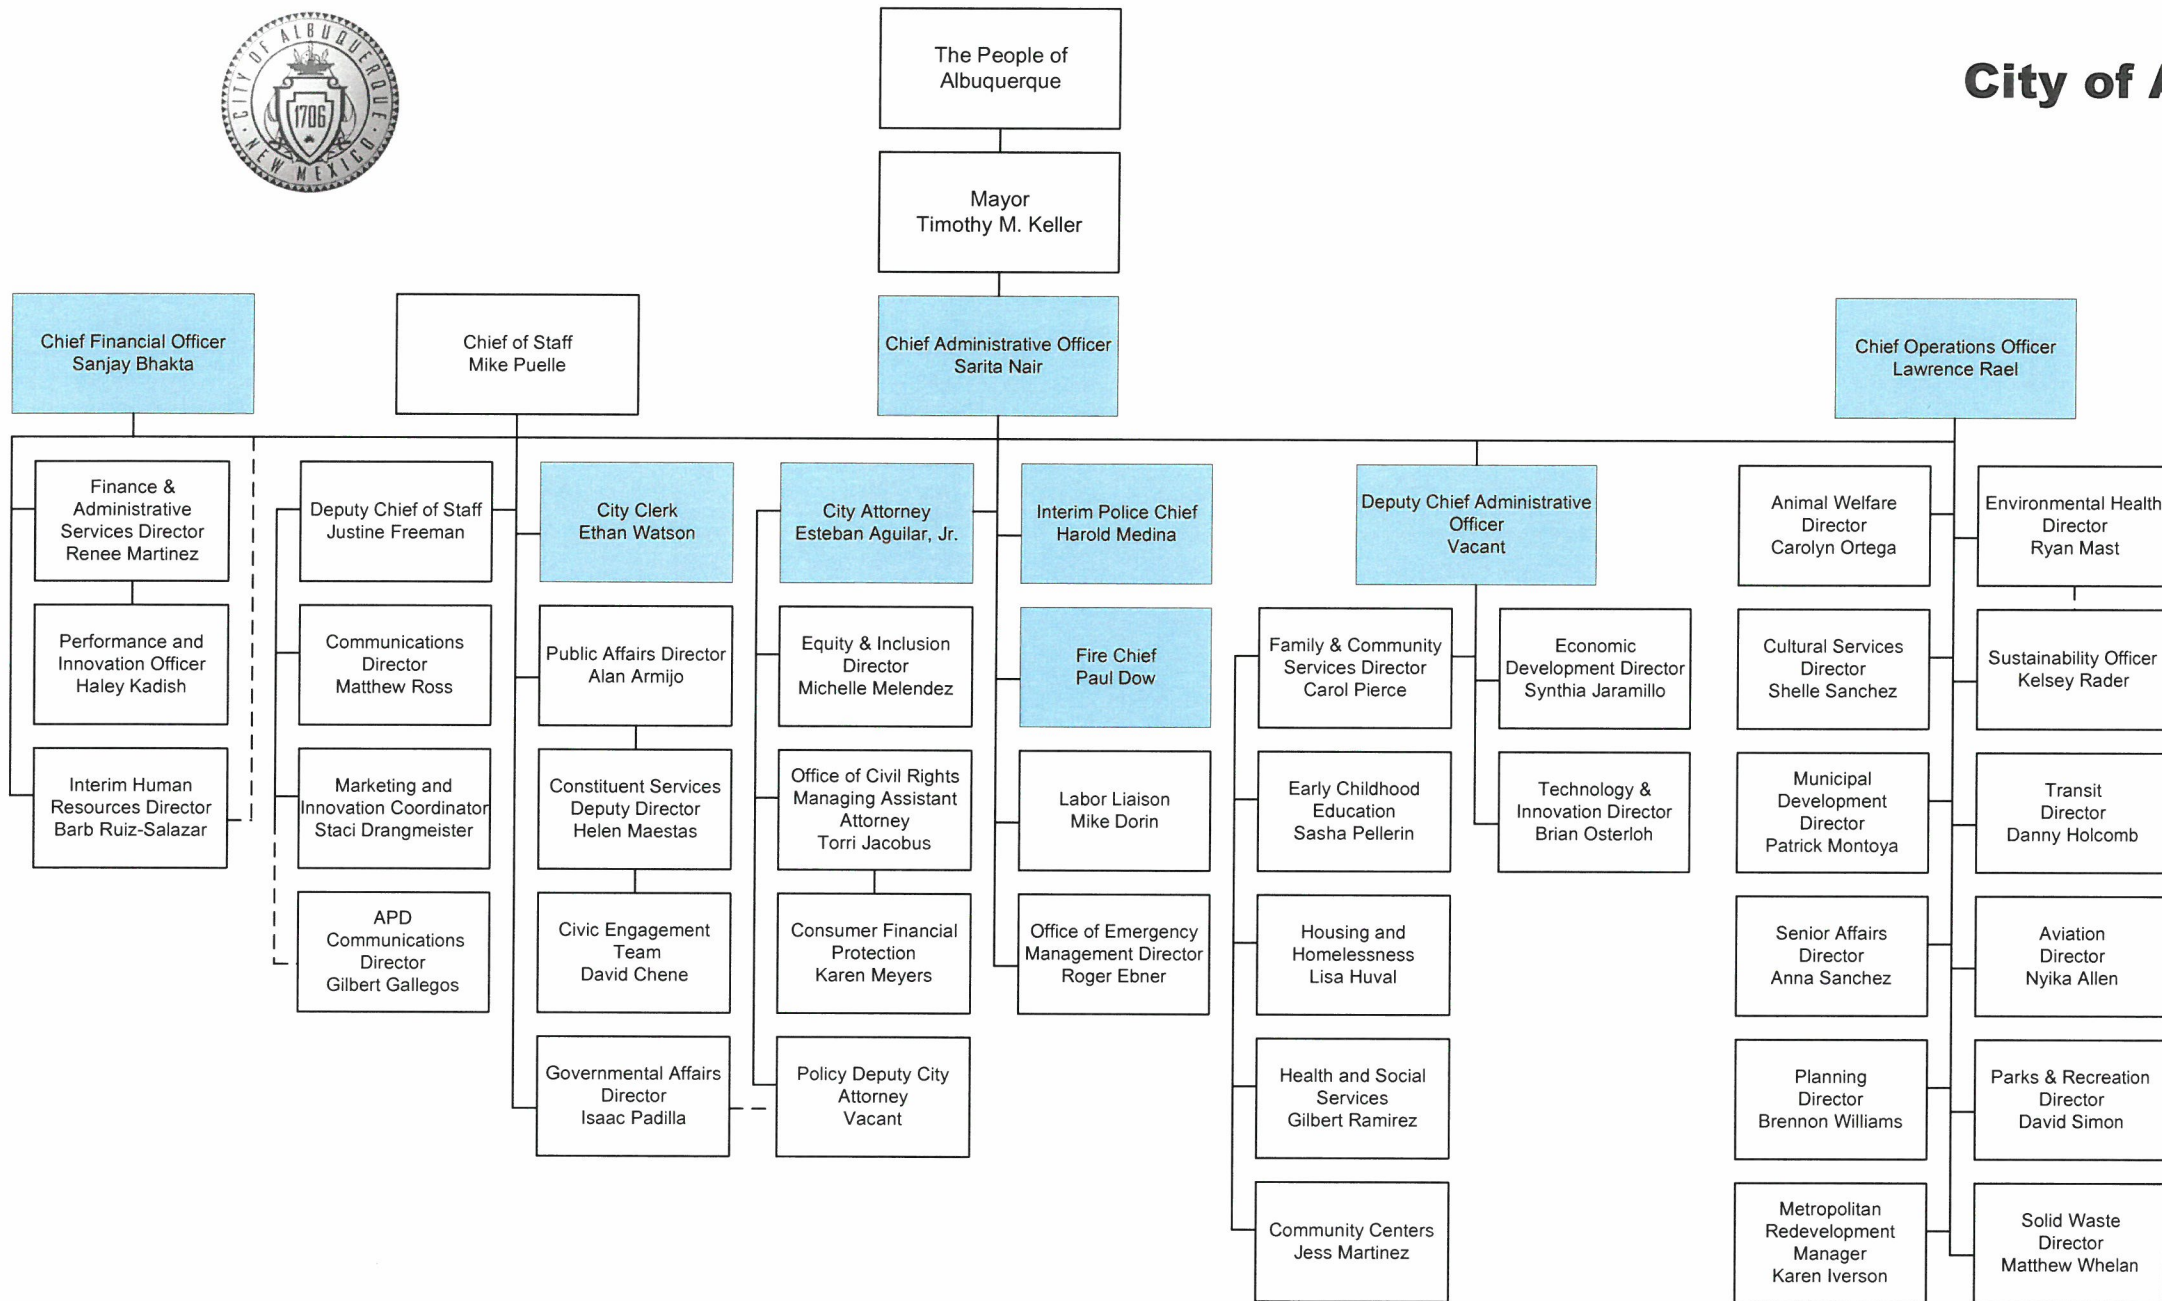 CITY OF ALBUQUERQUE
1706
NEW MEXICO
City of A
The People of
Albuquerque
Mayor
Timothy M. Keller
Chief Financial Officer
Sanjay Bhakta
Chief of Staff
Mike Puelle
Chief Administrative Officer
Sarita Nair
Chief Operations Officer
Lawrence Rael
Finance &
Administrative
Services Director
Renee Martinez
Performance and
Innovation Officer
Haley Kadish
Interim Human
Resources Director
Barb Ruiz-Salazar
Deputy Chief of Staff
Justine Freeman
Communications
Director
Matthew Ross
Marketing and
Innovation Coordinator
Staci Drangmeister
APD
Communications
Director
Gilbert Gallegos
City Clerk
Ethan Watson
Public Affairs Director
Alan Armijo
Constituent Services
Deputy Director
Helen Maestas
Civic Engagement
Team
David Chene
Governmental Affairs
Director
Isaac Padilla
City Attorney
Esteban Aguilar, Jr.
Equity & Inclusion
Director
Michelle Melendez
Office of Civil Rights
Managing Assistant
Attorney
Torri Jacobus
Consumer Financial
Protection
Karen Meyers
Policy Deputy City
Attorney
Vacant
Interim Police Chief
Harold Medina
Fire Chief
Paul Dow
Labor Liaison
Mike Dorin
Office of Emergency
Management Director
Roger Ebner
Deputy Chief Administrative
Officer
Vacant
Family & Community
Services Director
Carol Pierce
Early Childhood
Education
Sasha Pellerin
Housing and
Homelessness
Lisa Huval
Health and Social
Services
Gilbert Ramirez
Community Centers
Jess Martinez
Economic
Development Director
Synthia Jaramillo
Technology &
Innovation Director
Brian Osterloh
Animal Welfare
Director
Carolyn Ortega
Cultural Services
Director
Shelle Sanchez
Municipal
Development
Director
Patrick Montoya
Senior Affairs
Director
Anna Sanchez
Planning
Director
Brennon Williams
Metropolitan
Redevelopment
Manager
Karen Iverson
Environmental Health
Director
Ryan Mast
Sustainability Officer
Kelsey Rader
Transit
Director
Danny Holcomb
Aviation
Director
Nyika Allen
Parks & Recreation
Director
David Simon
Solid Waste
Director
Matthew Whelan